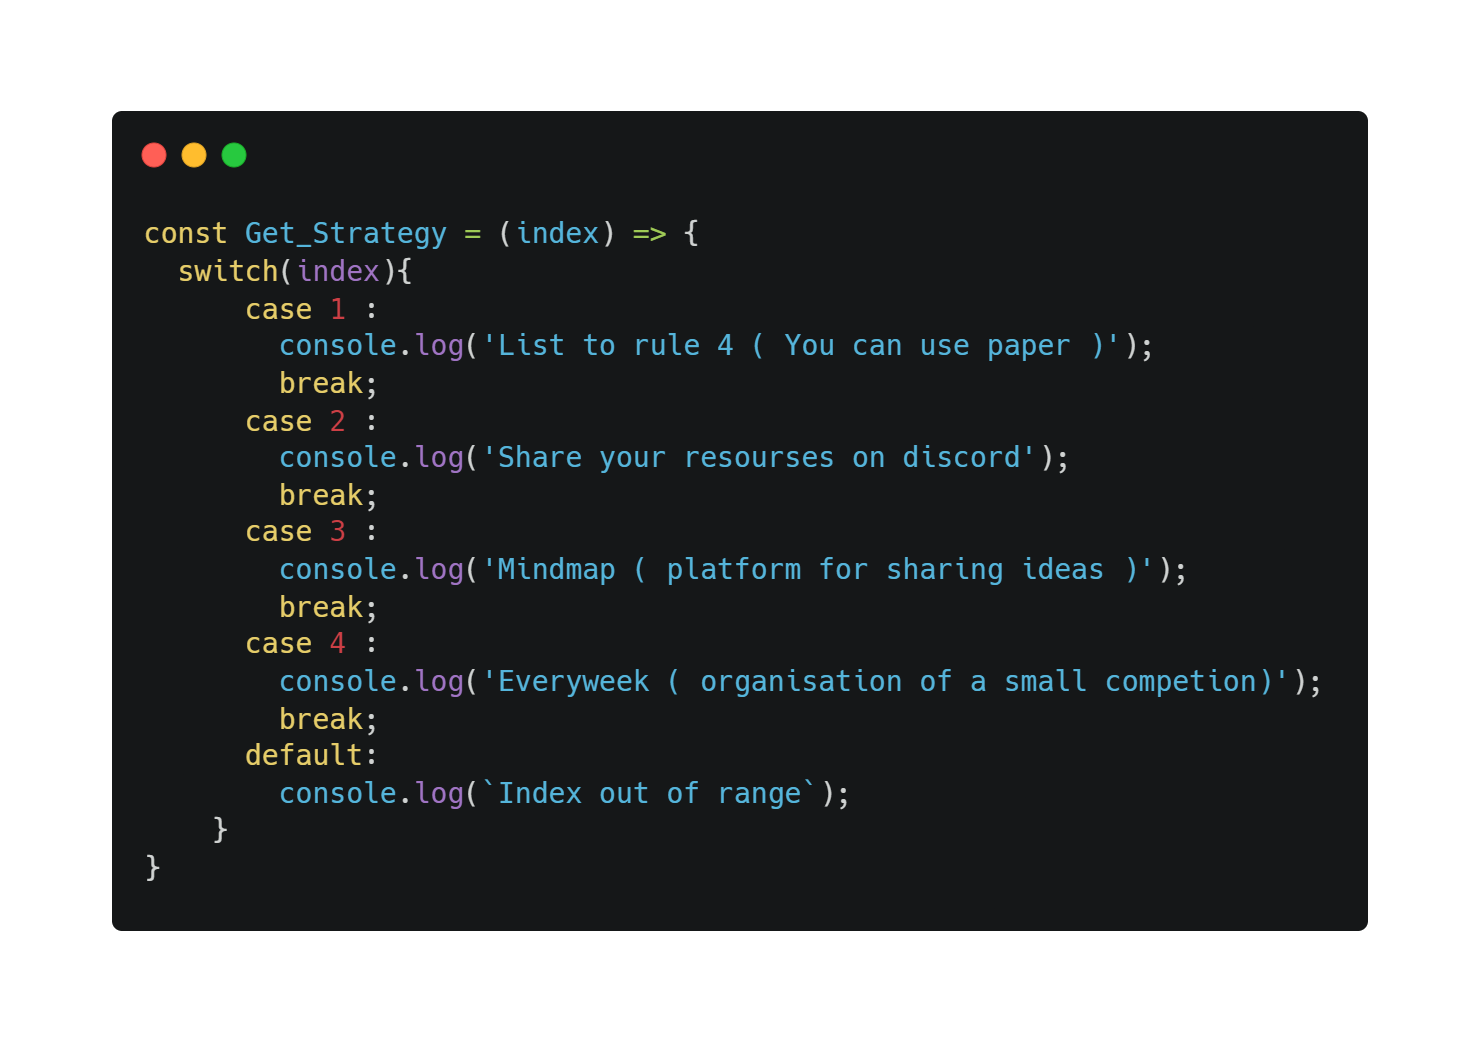 const Get_Strategy = (index) => {
  switch(index){
      case 1 :
        console.log('List to rule 4 ( You can use paper )');
        break;
      case 2 :
        console.log('Share your resourses on discord');
        break;
      case 3 :
        console.log('Mindmap ( platform for sharing ideas )');
        break;
      case 4 :
        console.log('Everyweek ( organisation of a small competion)');
        break;
      default:
        console.log(`Index out of range`);
    }
}